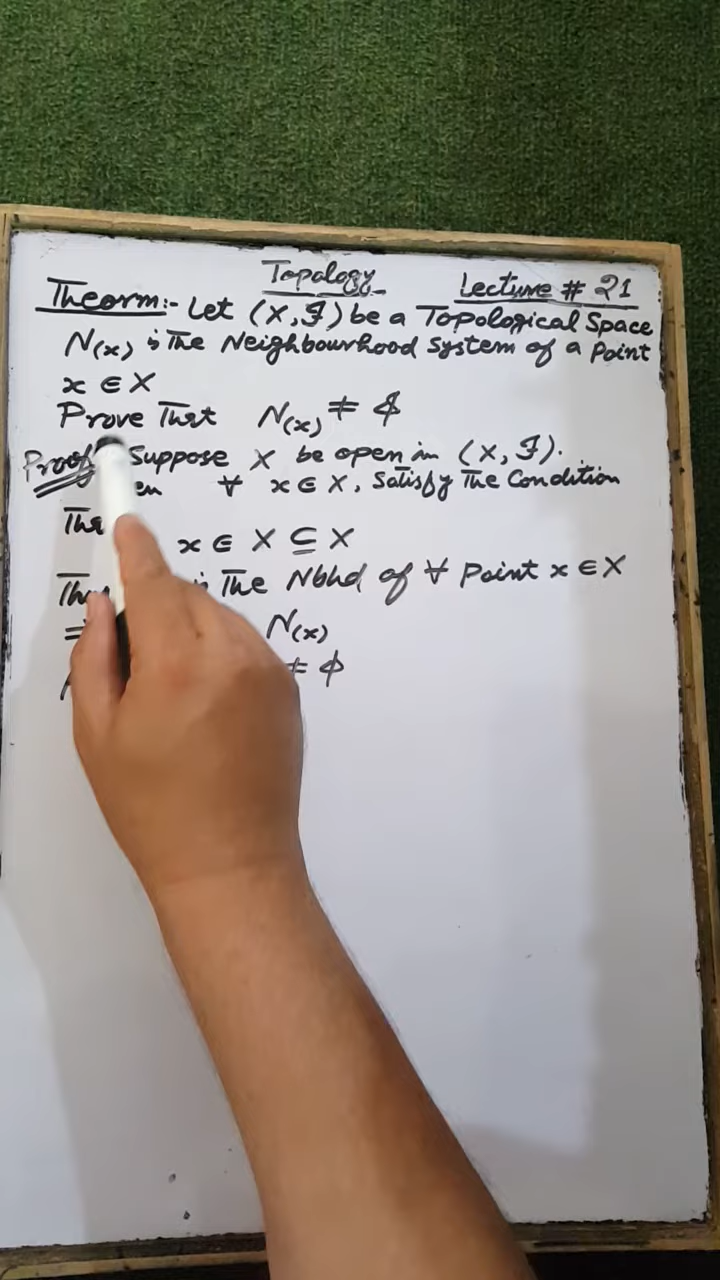 Topology
Lecture # 21
Theorm:- Let (X, ℑ) be a Topological Space
N(x) is The Neighbourhood System of a Point
x ∈ X
Prove That N(x) ≠ ϕ
Proof Suppose X be open in (X, ℑ).
∀ x ∈ X, Satisfy The Condition
x ∈ X ⊆ X
The Nbhd of ∀ Point x ∈ X
⇒ N(x)
≠ ϕ